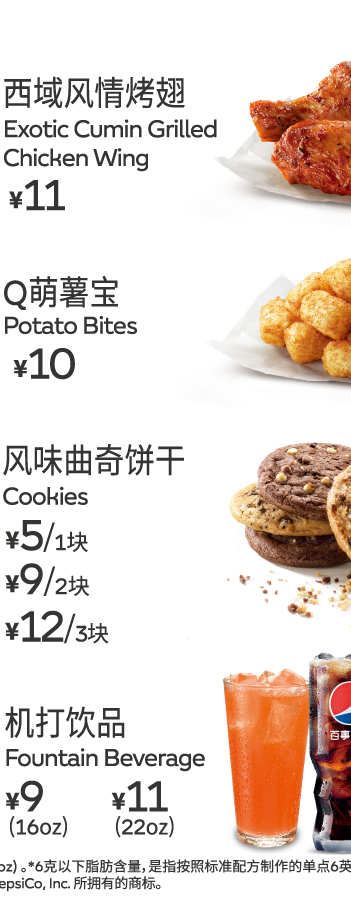 西域风情烤翅
Exotic Cumin Grilled
Chicken Wing
¥11
Q萌薯宝
Potato Bites
¥10
风味曲奇饼干
Cookies
¥5/1块
¥9/2块
¥12/3块
机打饮品
Fountain Beverage
¥9 ¥11
(16oz) (22oz)
百事
oz)。*6克以下脂肪含量，是指按照标准配方制作的单点6英
epsiCo, Inc. 所拥有的商标。